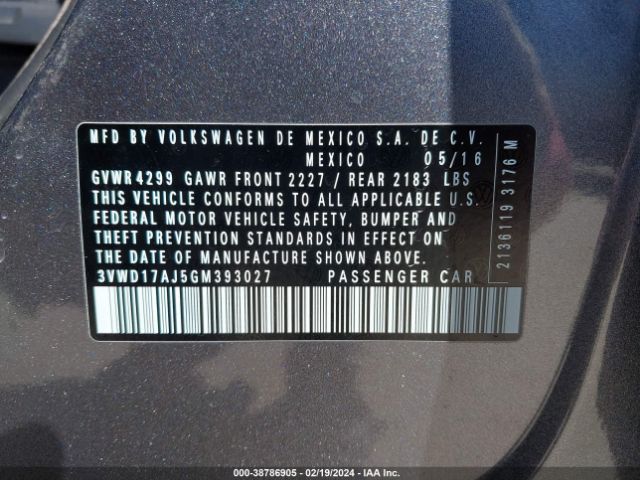 MFD BY VOLKSWAGEN DE MEXICO S.A. DE C.V.
MEXICO 05/16
GVWR 4299 GAWR FRONT 2227 / REAR 2183 LBS
THIS VEHICLE CONFORMS TO ALL APPLICABLE U.S.
FEDERAL MOTOR VEHICLE SAFETY, BUMPER AND
THEFT PREVENTION STANDARDS IN EFFECT ON
THE DATE OF MANUFACTURE SHOWN ABOVE.
3VWD17AJ5GM393027 PASSENGER CAR
2136119 3176 M
000-38786905 - 02/19/2024 - IAA Inc.